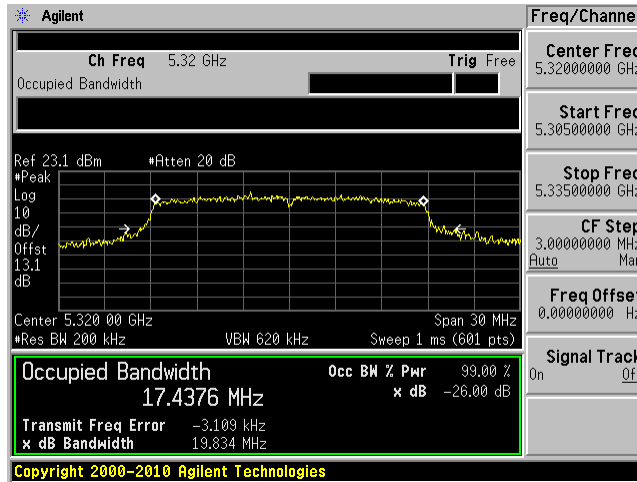 Agilent
Freq/Channe
Ch Freq 5.32 GHz Trig Free
Occupied Bandwidth
Center Freq
5.32000000 GHz
Start Freq
5.30500000 GHz
Stop Freq
5.33500000 GHz
CF Step
3.00000000 MHz
Auto Man
Freq Offset
0.00000000 Hz
Signal Track
On Off
Ref 23.1 dBm #Atten 20 dB
#Peak
Log
10
dB/
Offst
13.1
dB
Center 5.320 00 GHz Span 30 MHz
#Res BW 200 kHz VBW 620 kHz Sweep 1 ms (601 pts)
Occupied Bandwidth Occ BW % Pwr 99.00 %
17.4376 MHz x dB -26.00 dB
Transmit Freq Error -3.109 kHz
x dB Bandwidth 19.834 MHz
Copyright 2000-2010 Agilent Technologies